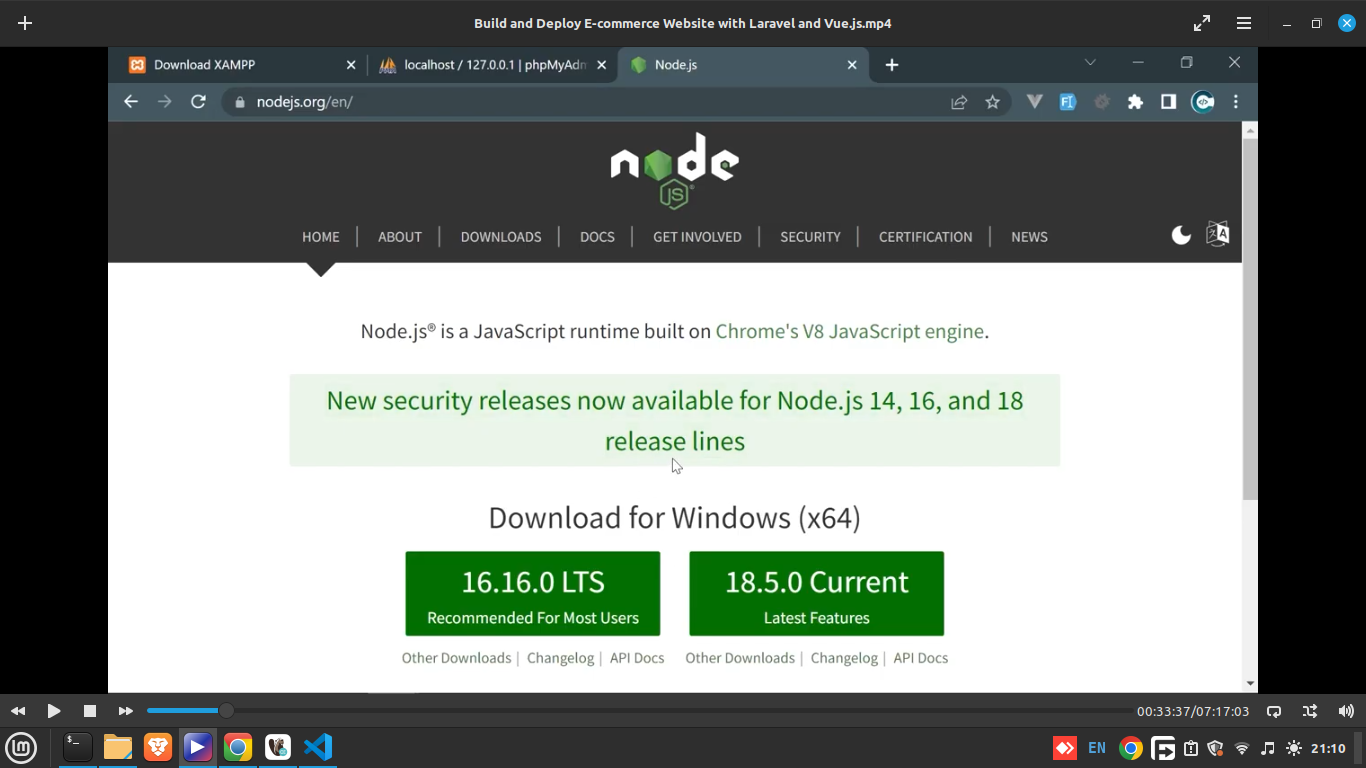 Build and Deploy E-commerce Website with Laravel and Vue.js.mp4
Download XAMPP
localhost / 127.0.0.1 | phpMyAdm
Node.js
nodejs.org/en/
node
JS
HOME
ABOUT
DOWNLOADS
DOCS
GET INVOLVED
SECURITY
CERTIFICATION
NEWS
Node.js® is a JavaScript runtime built on Chrome's V8 JavaScript engine.
New security releases now available for Node.js 14, 16, and 18
release lines
Download for Windows (x64)
16.16.0 LTS
Recommended For Most Users
18.5.0 Current
Latest Features
Other Downloads | Changelog | API Docs
Other Downloads | Changelog | API Docs
00:33:37/07:17:03
EN
21:10